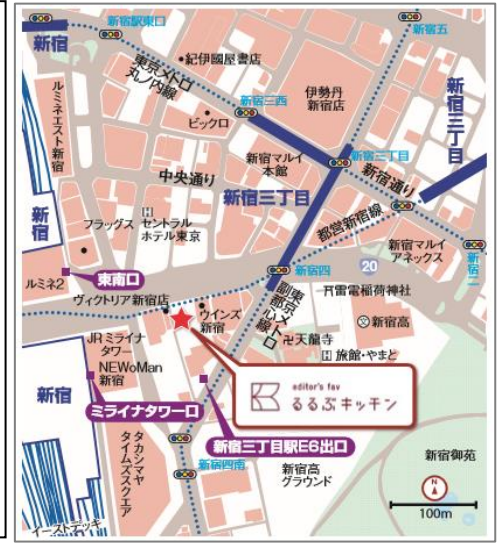 新宿駅東口
新宿五
新宿
紀伊國屋書店
東京メトロ
丸ノ内線
伊勢丹
新宿店
新宿三西
ビックロ
ルミネエスト新宿
新宿三丁目
新宿マルイ
本館
新宿三丁目
中央通り
新宿通り
新宿三丁目
都営新宿線
新宿
フラッグス
H
セントラル
ホテル東京
新宿マルイ
アネックス
新宿二
ルミネ2
東南口
新宿四
20
ヴィクトリア新宿店
ウインズ
新宿
東京メトロ
副都心線
雷電稲荷神社
文新宿高
卍天龍寺
JRミライナ
タワー
NEWoMan
新宿
H 旅館・やまと
editor's fav
るるぶキッチン
新宿
ミライナタワー口
新宿三丁目駅E6出口
タカシマヤ
タイムズスクエア
新宿四南
新宿高
グラウンド
新宿御苑
イーストデッキ
100m